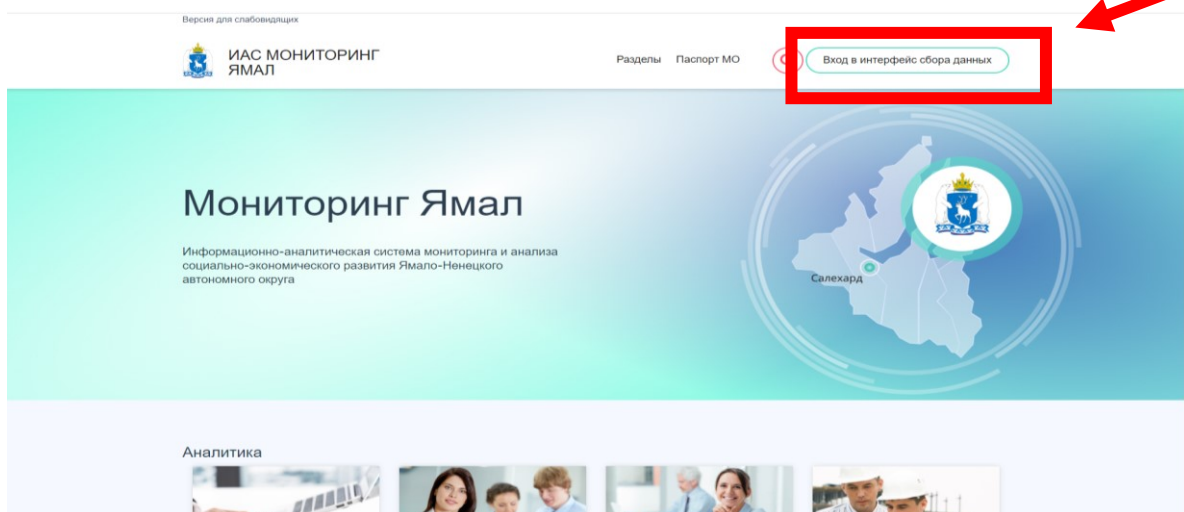 Версия для слабовидящих
ИАС МОНИТОРИНГ
ЯМАЛ
Разделы Паспорт МО Вход в интерфейс сбора данных
Мониторинг Ямал
Информационно-аналитическая система мониторинга и анализа
социально-экономического развития Ямало-Ненецкого
автономного округа
Салехард
Аналитика